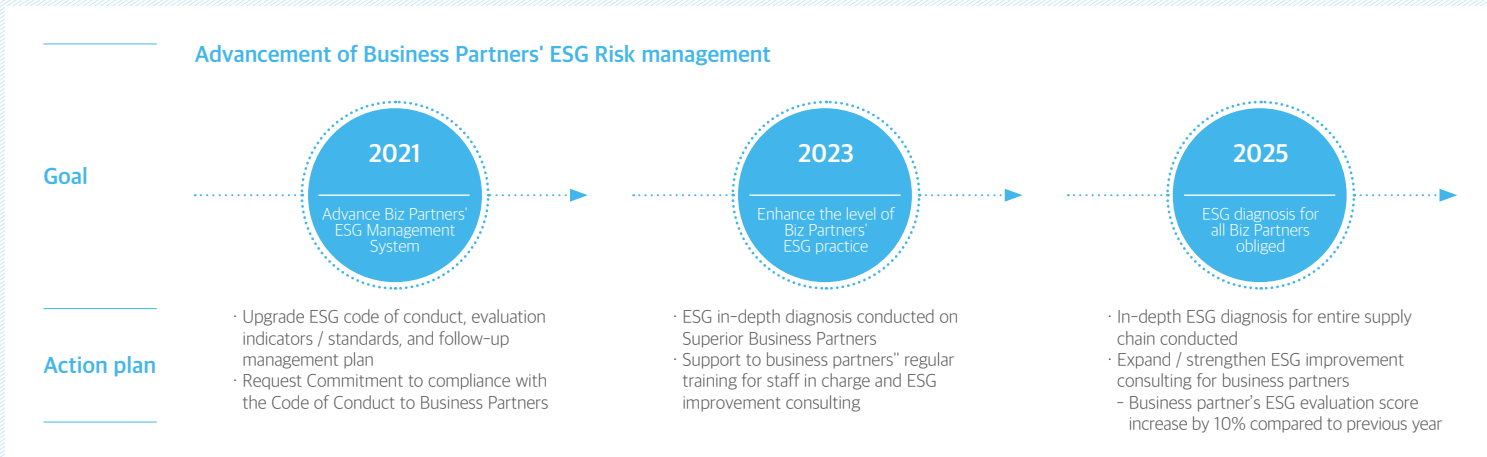 Advancement of Business Partners' ESG Risk management
Goal
2021
Advance Biz Partners'
ESG Management
System
2023
Enhance the level of
Biz Partners'
ESG practice
2025
ESG diagnosis for
all Biz Partners
obliged
Action plan
· Upgrade ESG code of conduct, evaluation
indicators / standards, and follow-up
management plan
· Request Commitment to compliance with
the Code of Conduct to Business Partners
· ESG in-depth diagnosis conducted on
Superior Business Partners
· Support to business partners'' regular
training for staff in charge and ESG
improvement consulting
· In-depth ESG diagnosis for entire supply
chain conducted
· Expand / strengthen ESG improvement
consulting for business partners
- Business partner's ESG evaluation score
increase by 10% compared to previous year